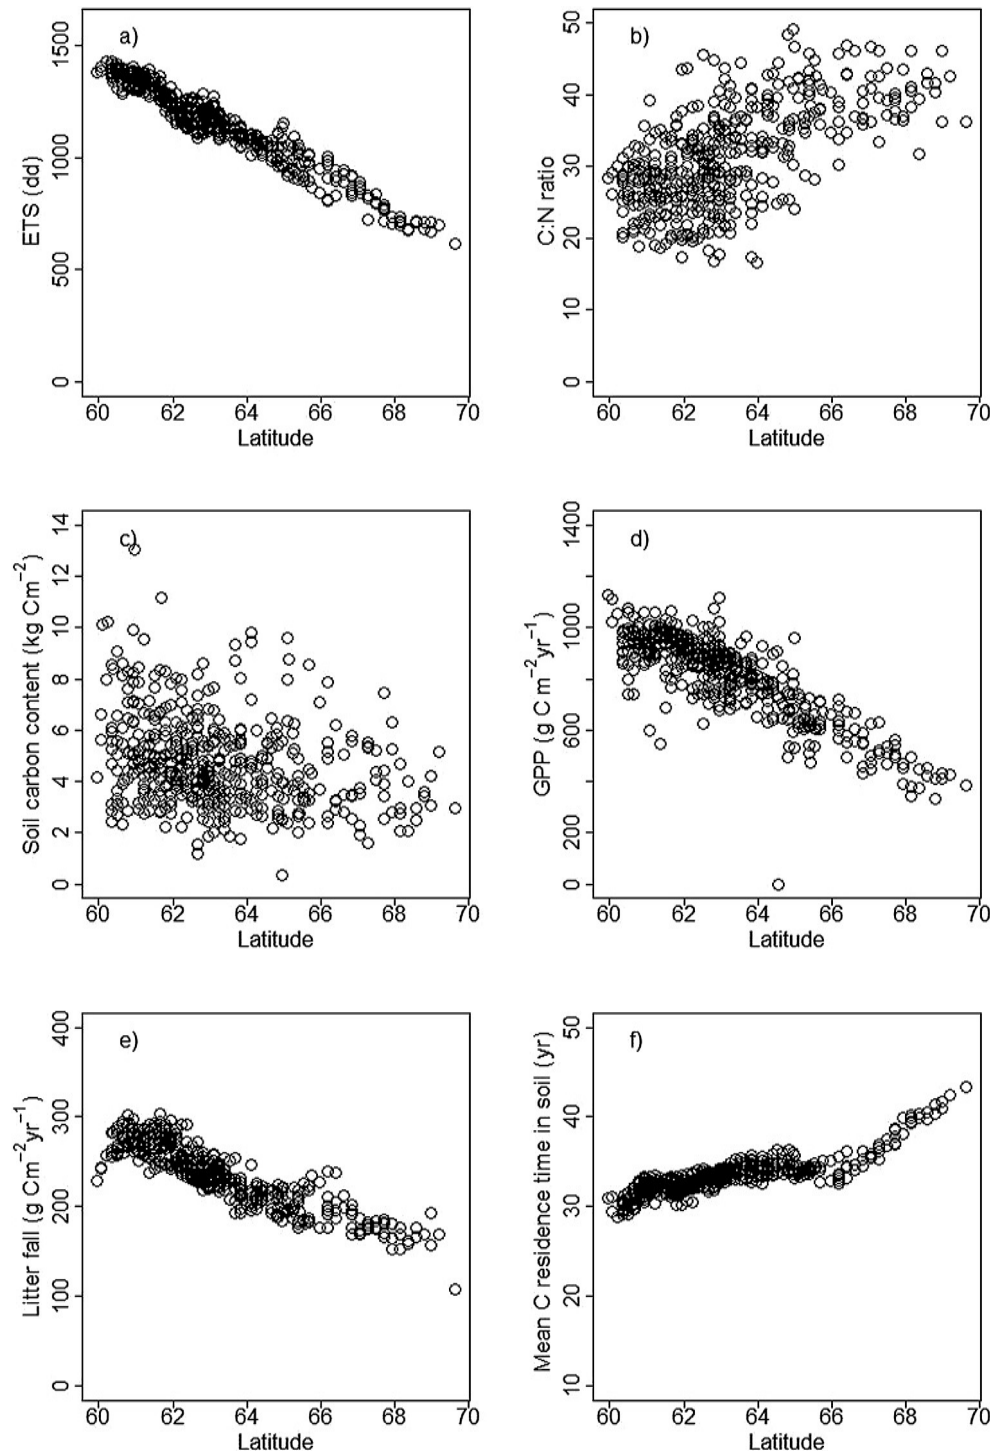 a)
ETS (dd)
0 500 1000 1500
60 62 64 66 68 70
Latitude
b)
C:N ratio
0 10 20 30 40 50
60 62 64 66 68 70
Latitude
c)
Soil carbon content (kg Cm⁻²)
0 2 4 6 8 10 12 14
60 62 64 66 68 70
Latitude
d)
GPP (g Cm⁻²yr⁻¹)
0 200 600 1000 1400
60 62 64 66 68 70
Latitude
e)
Litter fall (g Cm⁻²yr⁻¹)
0 100 200 300 400
60 62 64 66 68 70
Latitude
f)
Mean C residence time in soil (yr)
10 20 30 40 50
60 62 64 66 68 70
Latitude